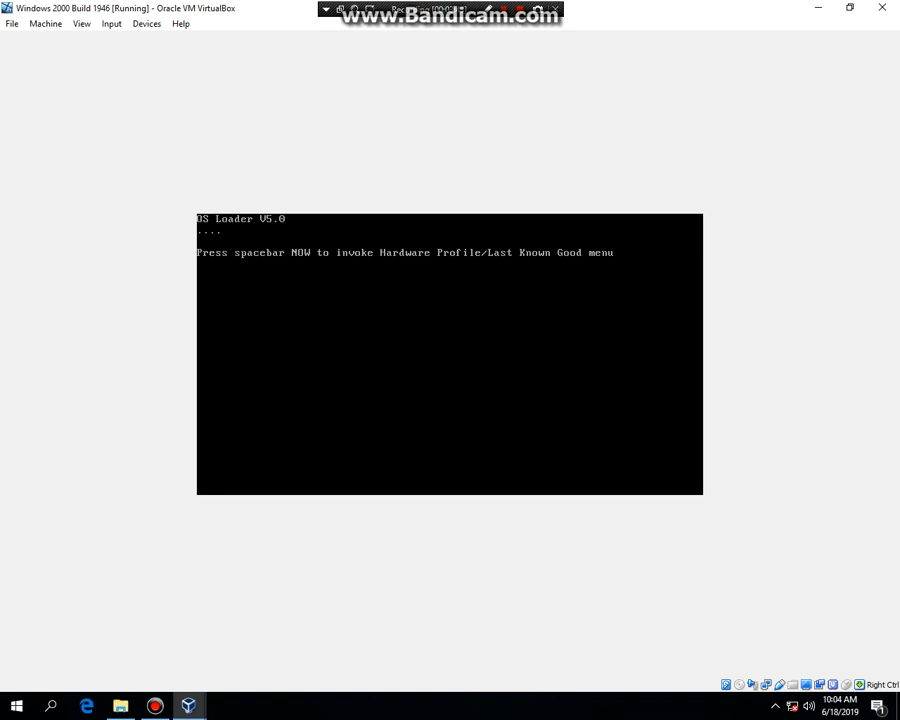 Windows 2000 Build 1946 [Running] - Oracle VM VirtualBox
www.Bandicam.com
File Machine View Input Devices Help
OS Loader V5.0
....
Press spacebar NOW to invoke Hardware Profile/Last Known Good menu
Right Ctrl
10:04 AM
6/18/2019
1